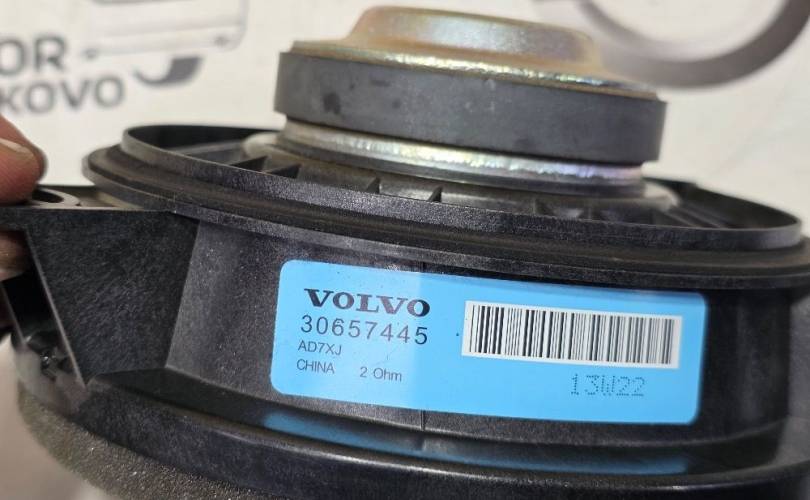 OR
KOVO
VOLVO
30657445
AD7XJ
CHINA 2 Ohm
13W22